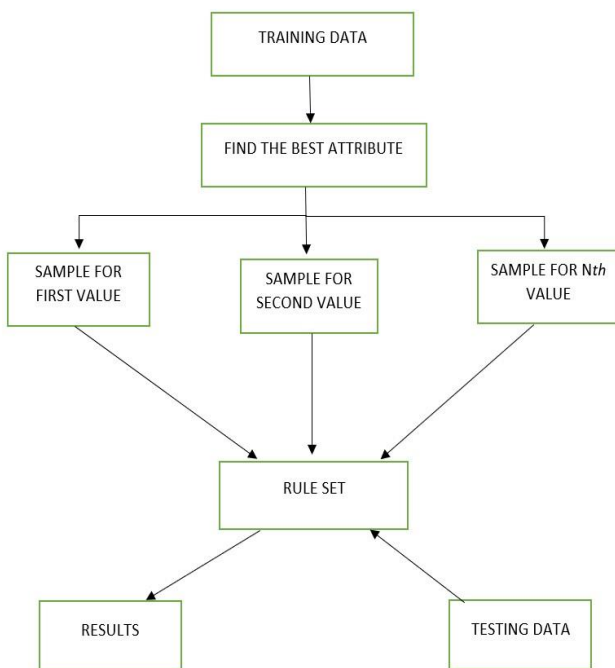 TRAINING DATA
FIND THE BEST ATTRIBUTE
SAMPLE FOR
FIRST VALUE
SAMPLE FOR
SECOND VALUE
SAMPLE FOR Nth
VALUE
RULE SET
RESULTS
TESTING DATA